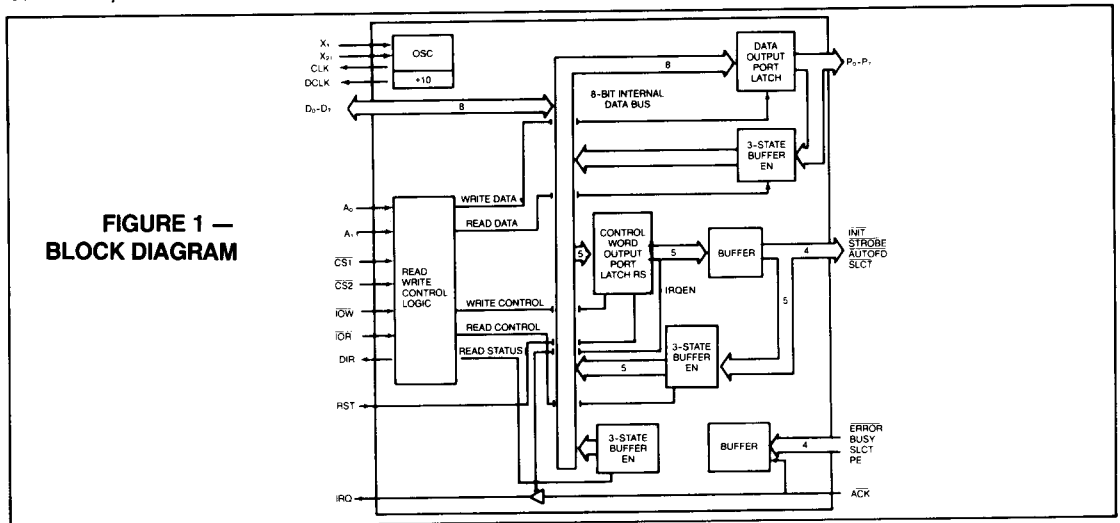 FIGURE 1 —
BLOCK DIAGRAM
X₁
X₂
CLK
DCLK
D₀-D₇
OSC
÷10
8
A₀
A₁
CS1
CS2
IOW
IOR
DIR
RST
IRQ
READ
WRITE
CONTROL
LOGIC
WRITE DATA
READ DATA
WRITE CONTROL
READ CONTROL
READ STATUS
8
8-BIT INTERNAL
DATA BUS
DATA
OUTPUT
PORT
LATCH
P₀-P₇
3-STATE
BUFFER
EN
5
CONTROL
WORD
OUTPUT
PORT
LATCH RS
5
IRQEN
BUFFER
4
INIT
STROBE
AUTOFD
SLCT
5
3-STATE
BUFFER
EN
5
3-STATE
BUFFER
EN
BUFFER
4
ERROR
BUSY
SLCT
PE
ACK